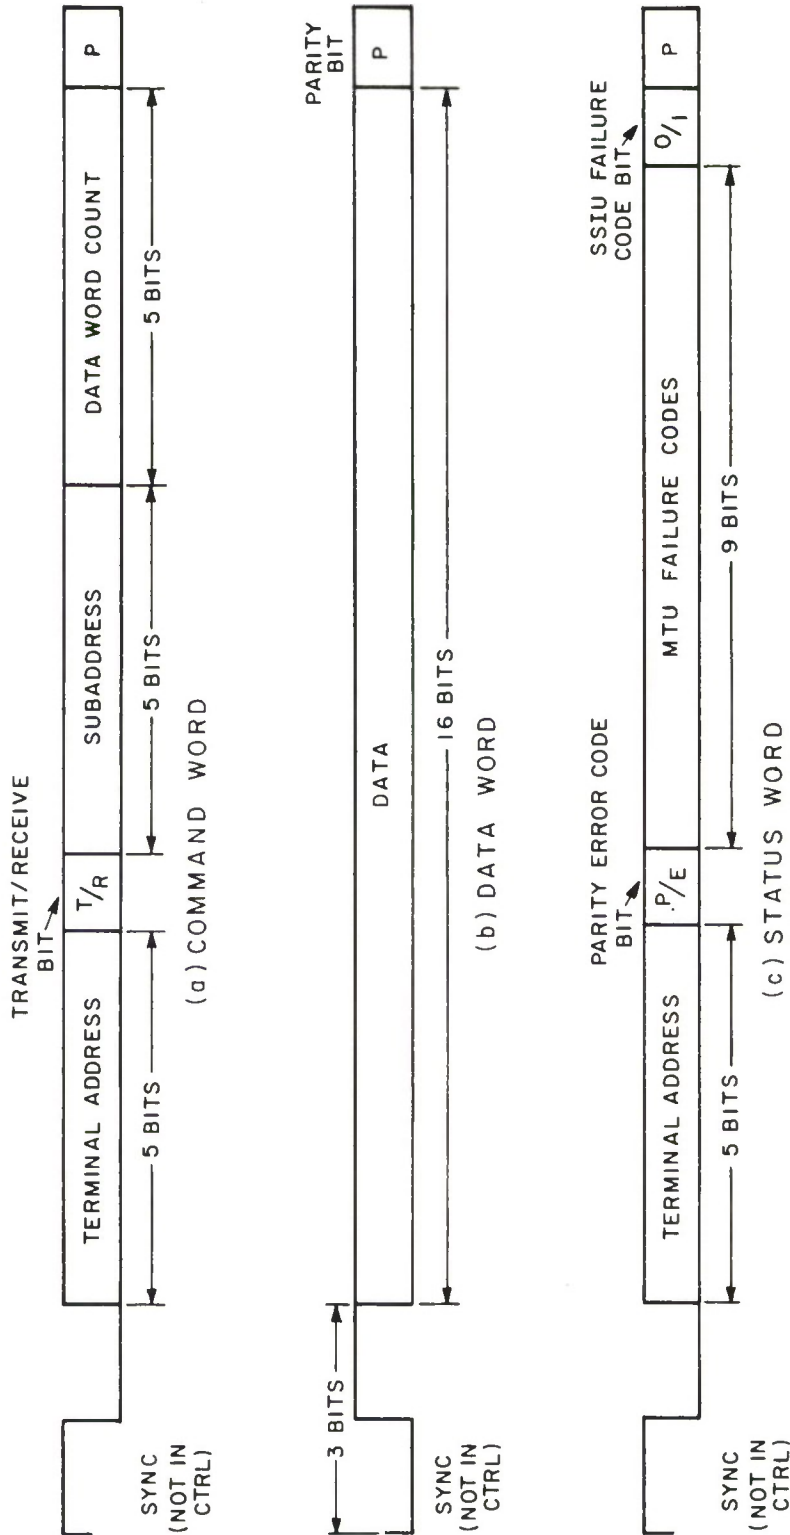 TRANSMIT/RECEIVE
BIT
TERMINAL ADDRESS
T/R
SUBADDRESS
DATA WORD COUNT
P
SYNC
(NOT IN
CTRL)
5 BITS
5 BITS
5 BITS
(a) COMMAND WORD
PARITY
BIT
3 BITS
DATA
P
SYNC
(NOT IN
CTRL)
16 BITS
(b) DATA WORD
PARITY ERROR CODE
BIT
SSIU FAILURE
CODE BIT
TERMINAL ADDRESS
P/E
MTU FAILURE CODES
O/I
P
SYNC
(NOT IN
CTRL)
5 BITS
9 BITS
(c) STATUS WORD